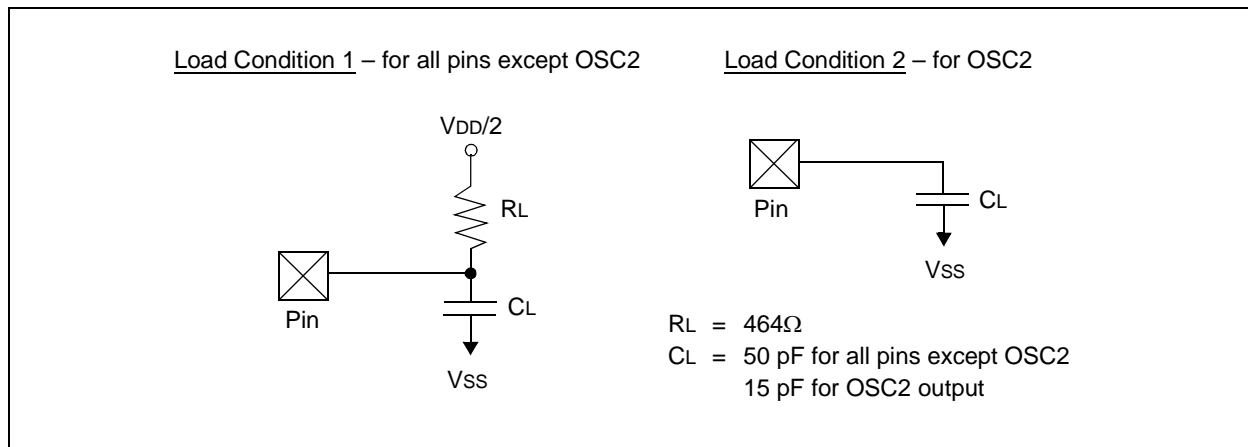 Load Condition 1 – for all pins except OSC2
VDD/2
RL
Pin
CL
VSS
Load Condition 2 – for OSC2
Pin
CL
VSS
RL = 464Ω
CL = 50 pF for all pins except OSC2
15 pF for OSC2 output